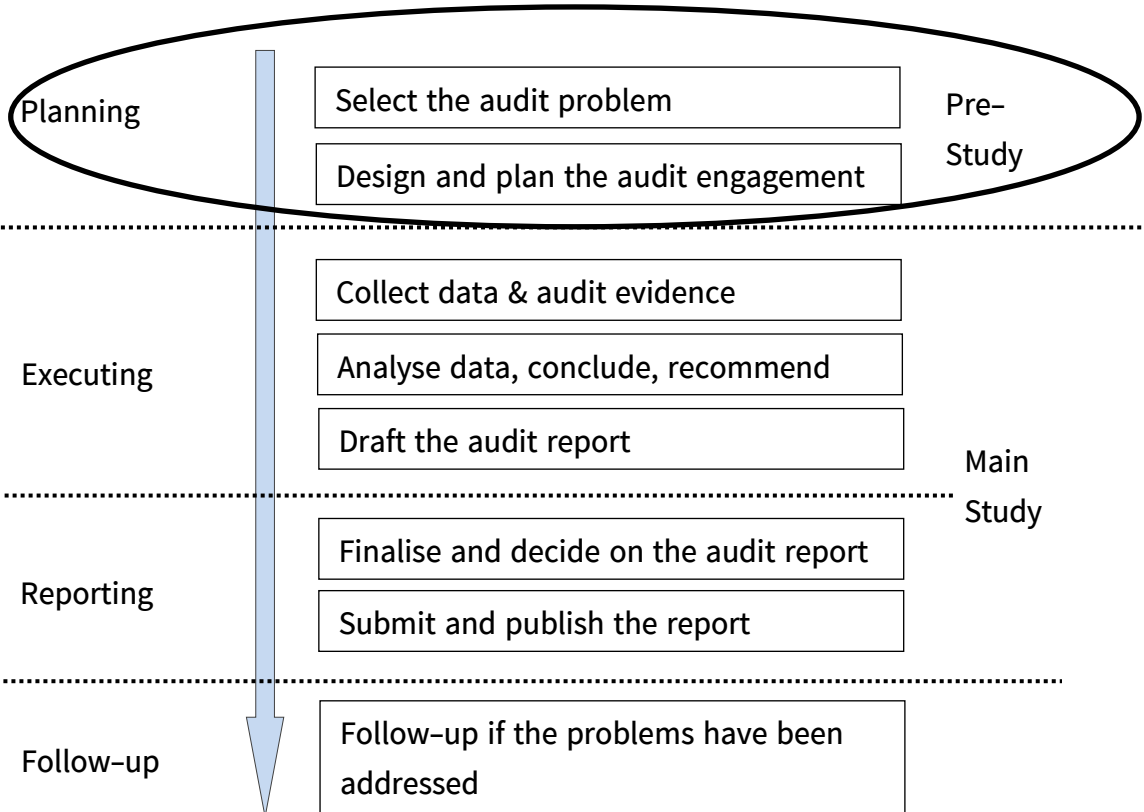 Planning
Select the audit problem
Pre–
Study
Design and plan the audit engagement
Collect data & audit evidence
Executing
Analyse data, conclude, recommend
Draft the audit report
Main
Study
Finalise and decide on the audit report
Reporting
Submit and publish the report
Follow–up
Follow–up if the problems have been
addressed